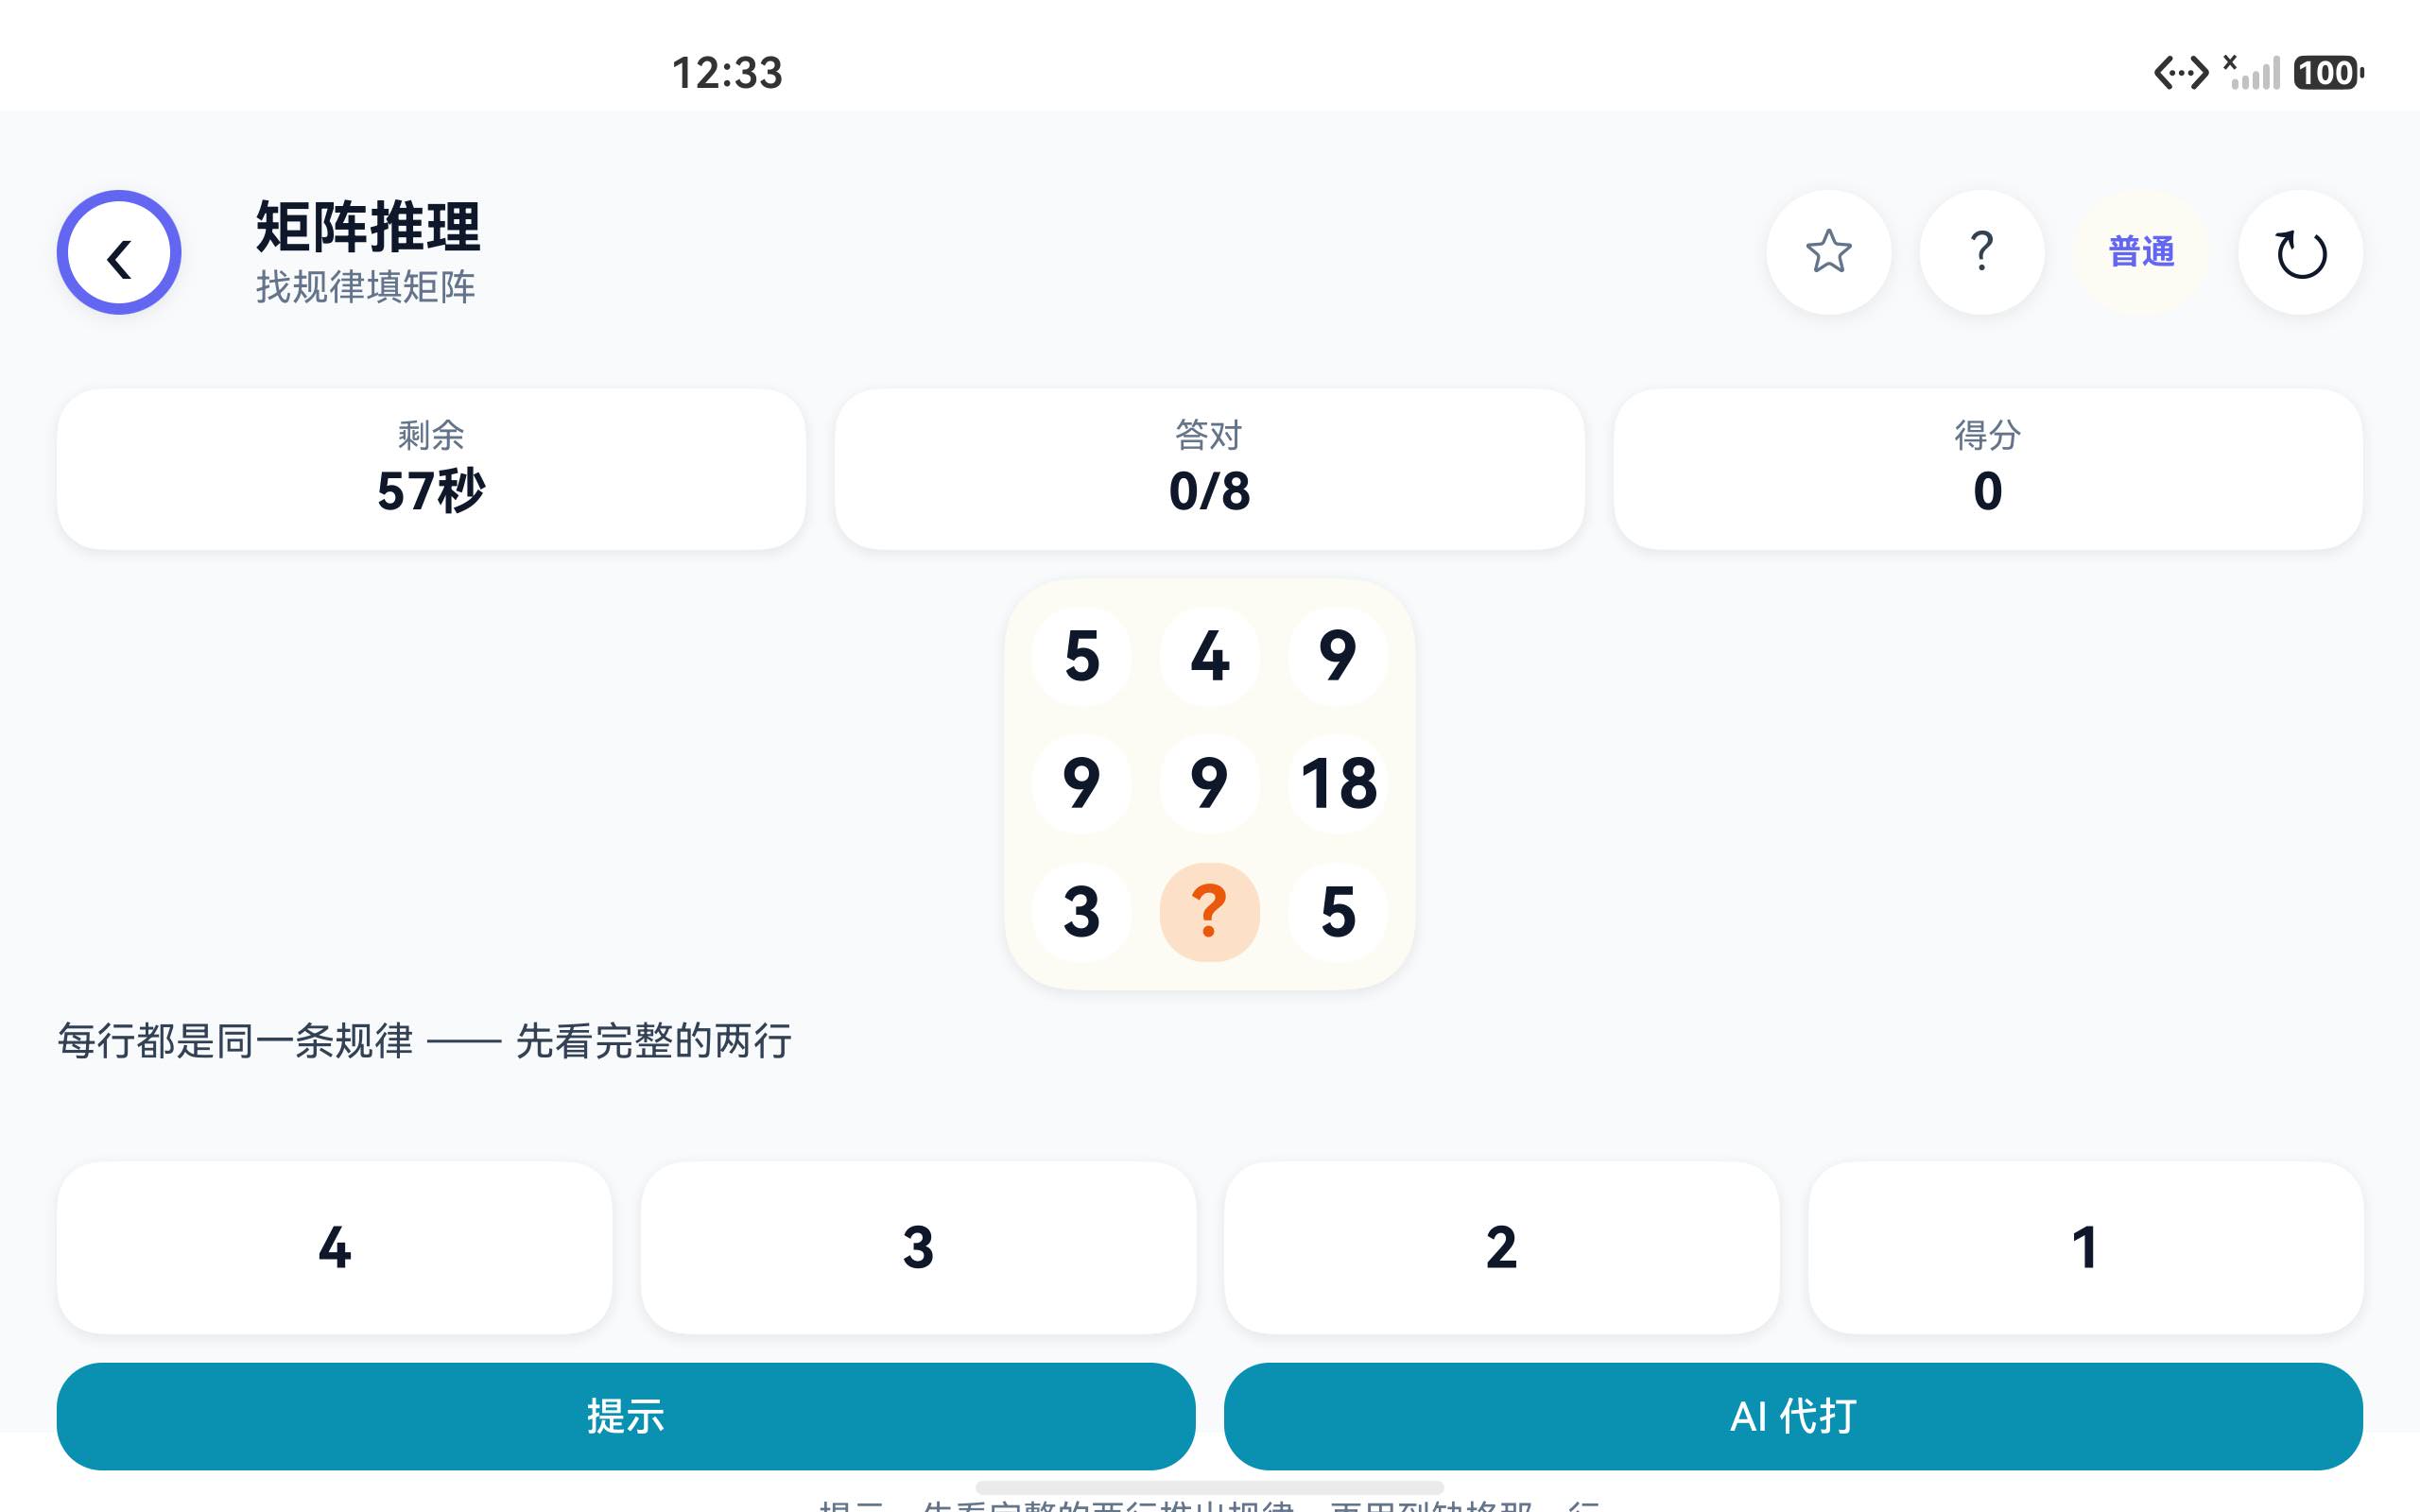 12:33
100
矩阵推理
找规律填矩阵
?
普通
剩余
57秒
答对
0/8
得分
0
5 4 9
9 9 18
3 ? 5
每行都是同一条规律 —— 先看完整的两行
4
3
2
1
提示
AI 代打